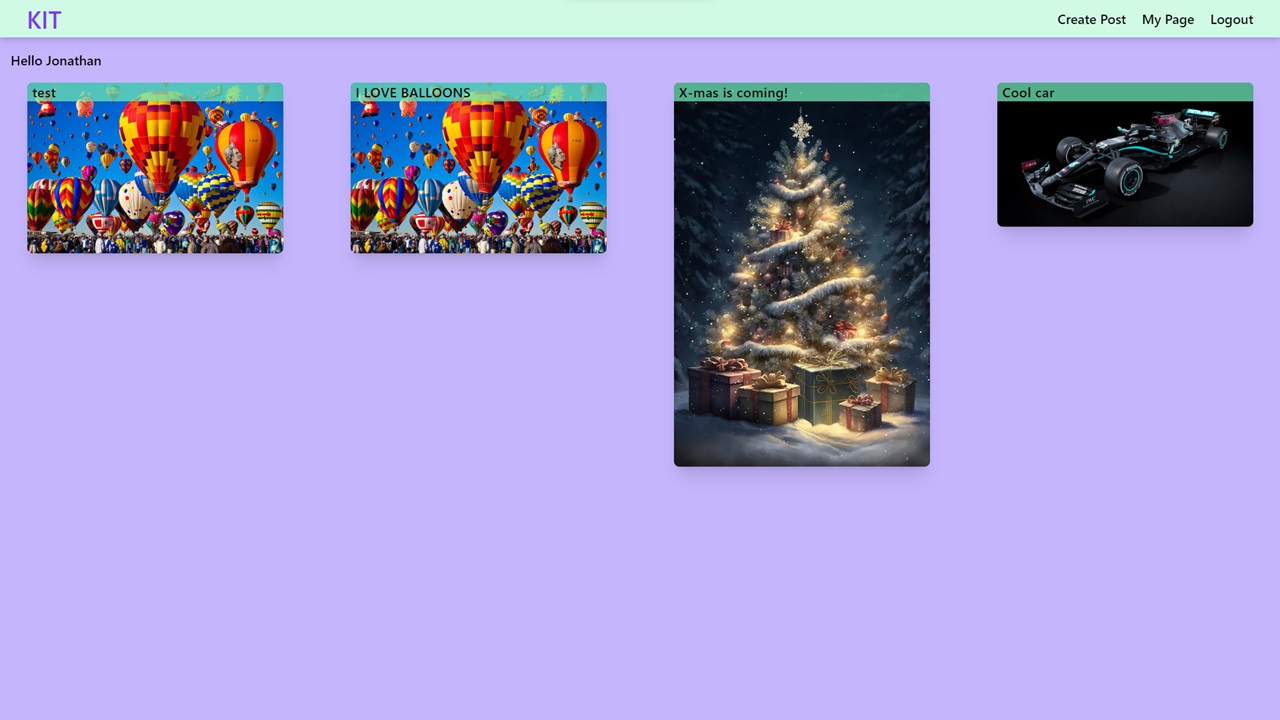 KIT
Create Post
My Page
Logout
Hello Jonathan
test
I LOVE BALLOONS
X-mas is coming!
Cool car